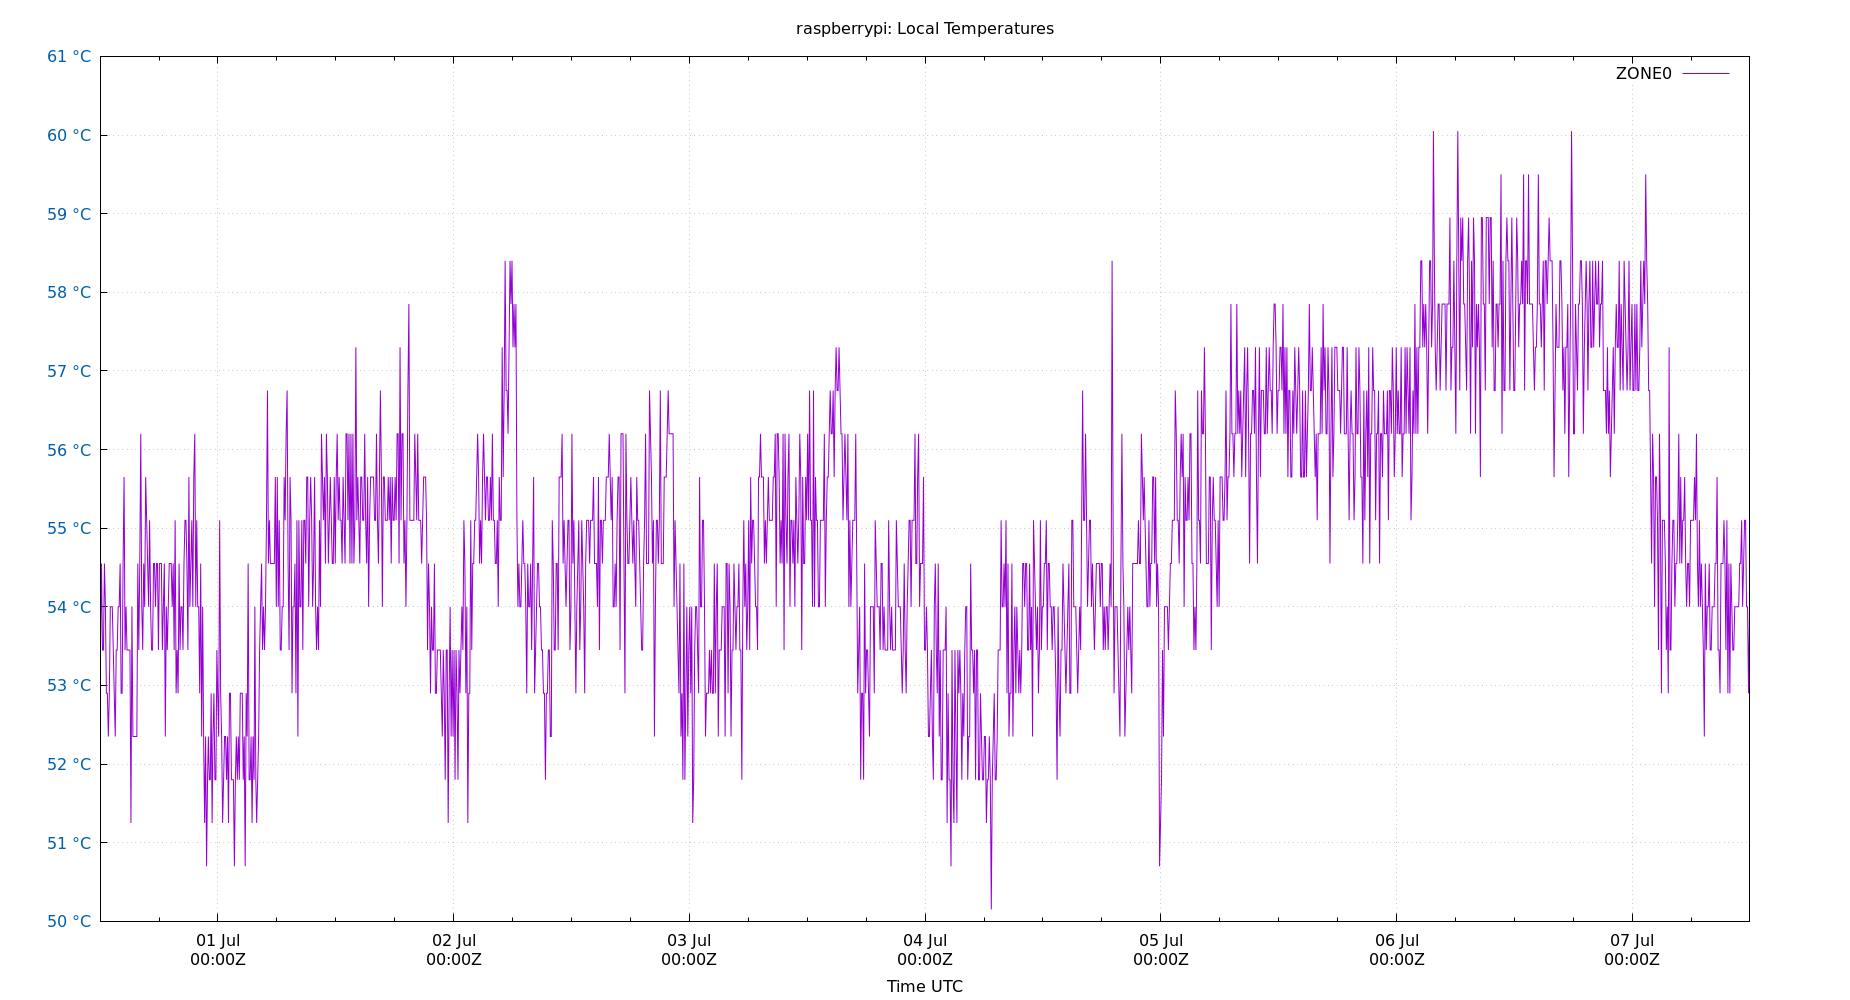 raspberrypi: Local Temperatures
61 °C
ZONE0
60 °C
59 °C
58 °C
57 °C
56 °C
55 °C
54 °C
53 °C
52 °C
51 °C
50 °C
01 Jul 02 Jul 03 Jul 04 Jul 05 Jul 06 Jul 07 Jul
00:00Z 00:00Z 00:00Z 00:00Z 00:00Z 00:00Z 00:00Z
Time UTC